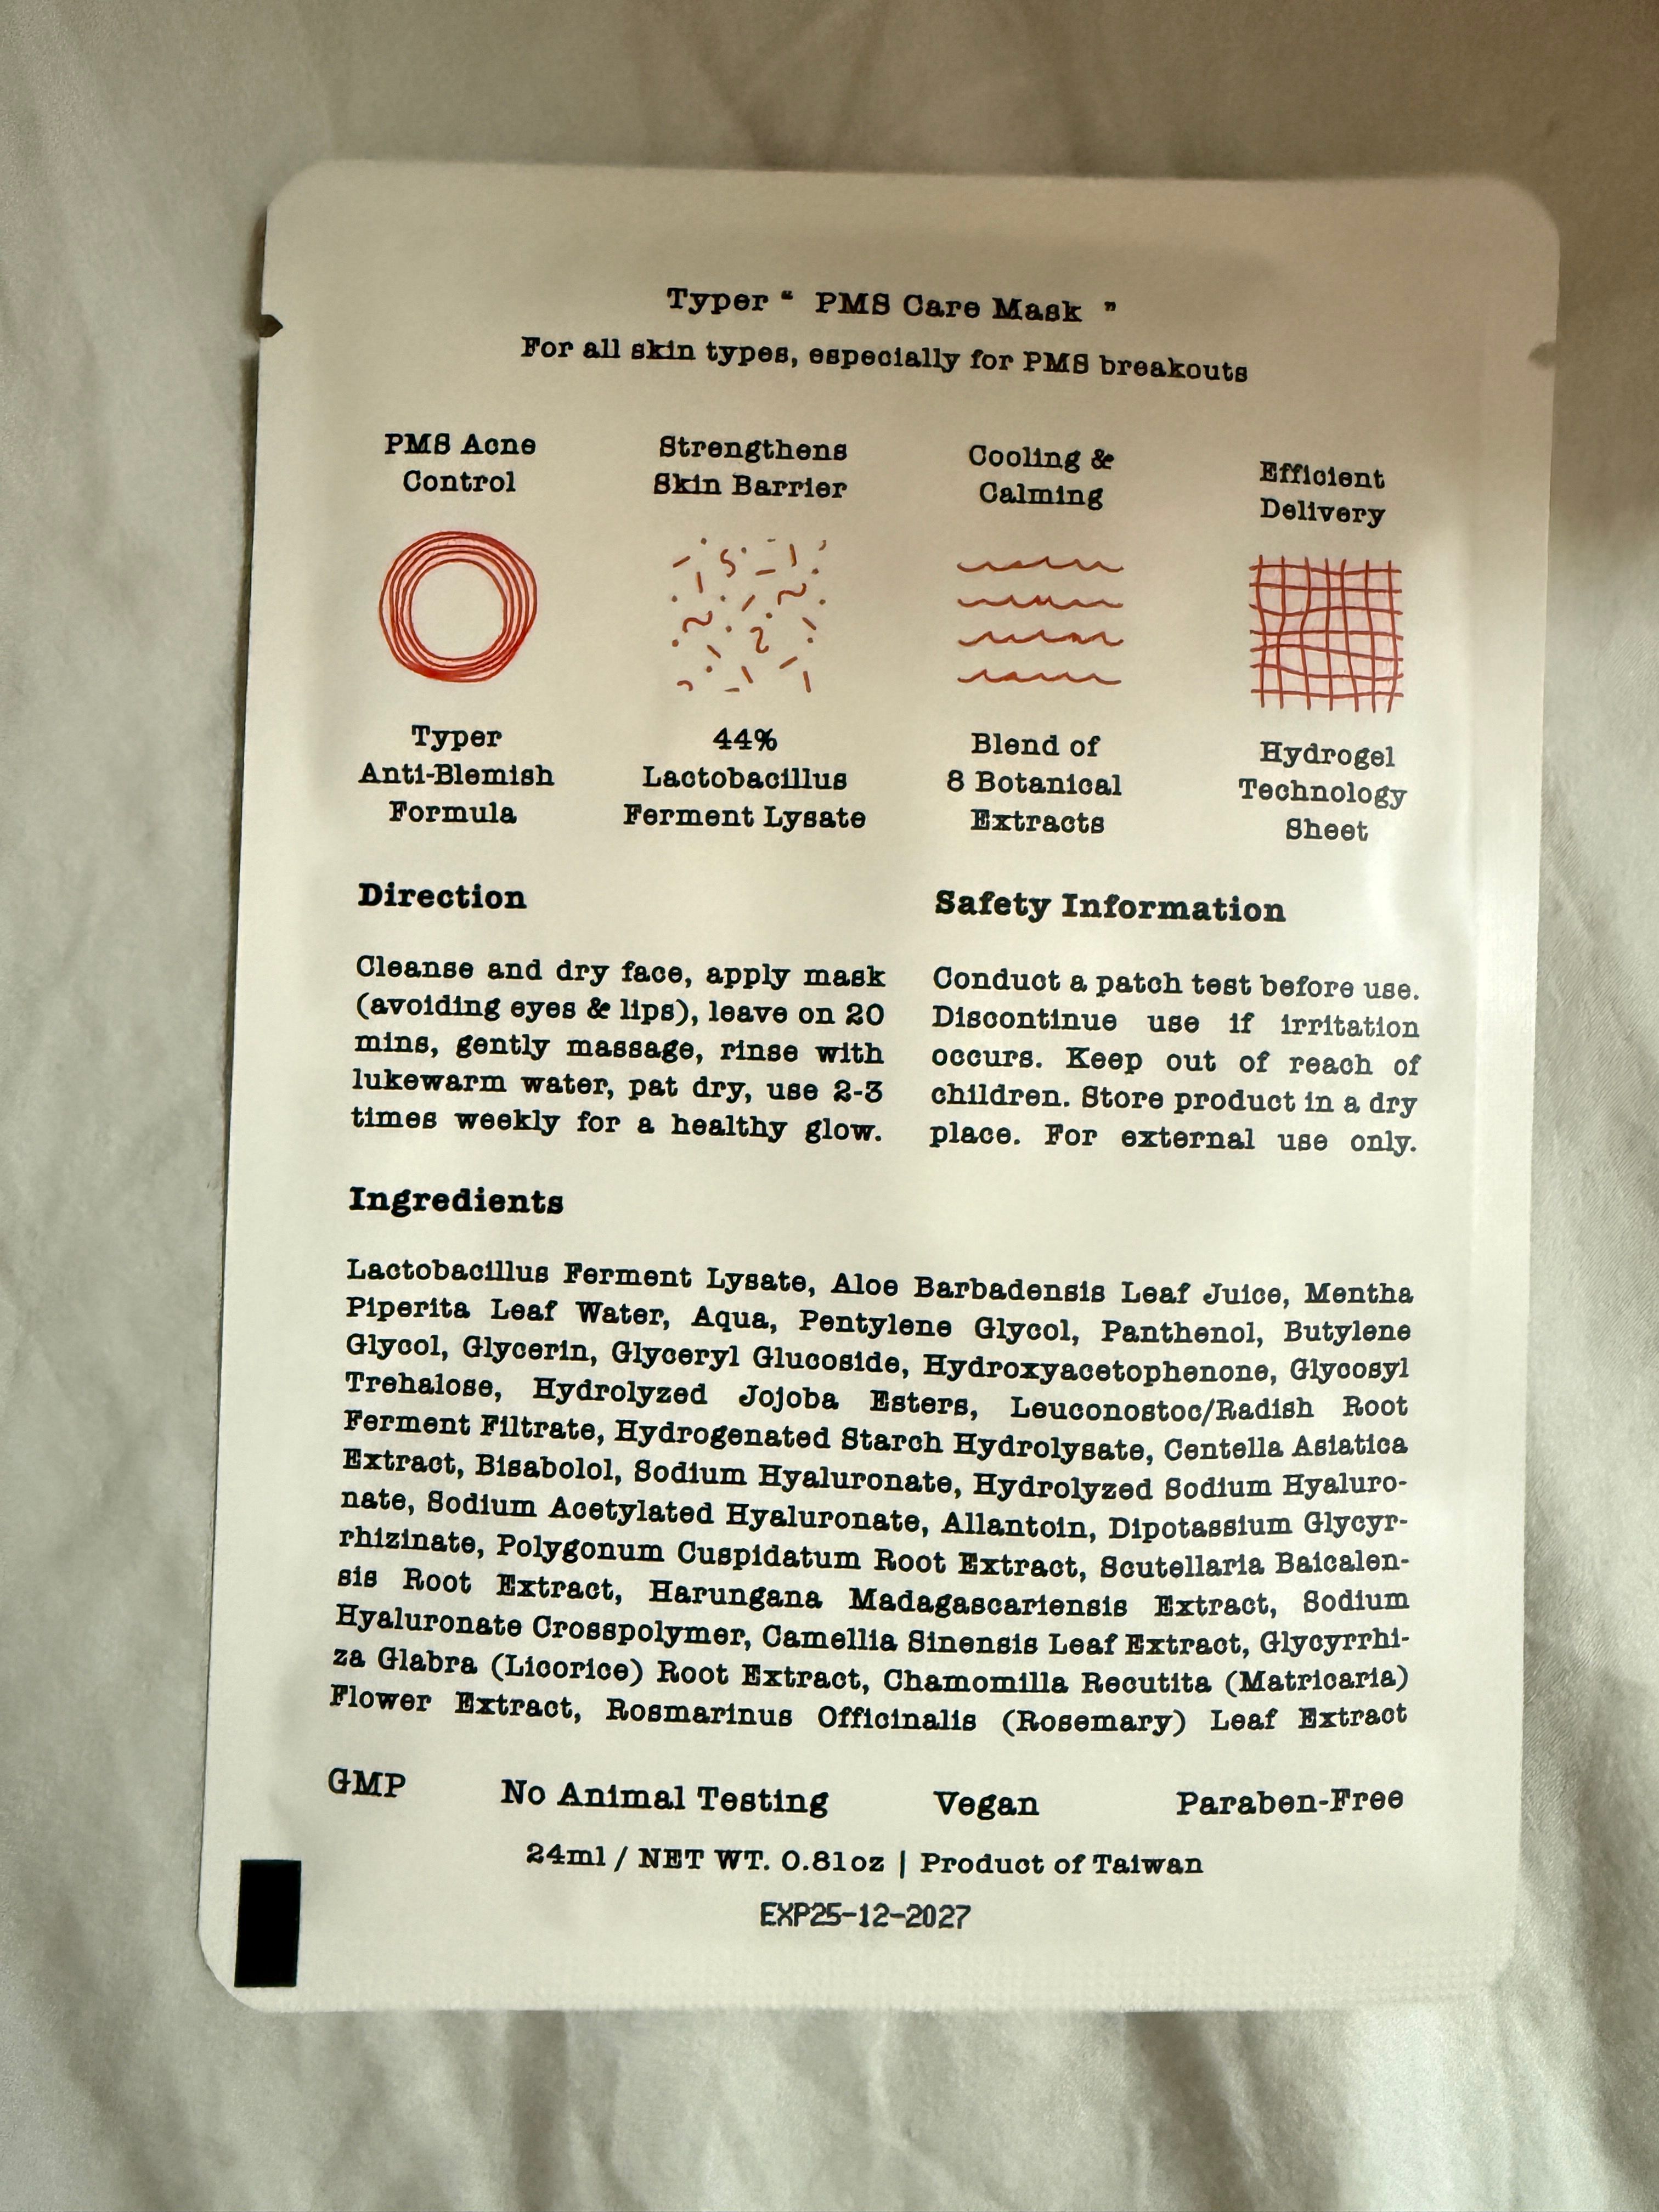 Typer “ PMS Care Mask ”
For all skin types, especially for PMS breakouts
PMS Acne
Control
Strengthens
Skin Barrier
Cooling &
Calming
Efficient
Delivery
Typer
Anti-Blemish
Formula
44%
Lactobacillus
Ferment Lysate
Blend of
8 Botanical
Extracts
Hydrogel
Technology
Sheet
Direction
Cleanse and dry face, apply mask
(avoiding eyes & lips), leave on 20
mins, gently massage, rinse with
lukewarm water, pat dry, use 2-3
times weekly for a healthy glow.
Safety Information
Conduct a patch test before use.
Discontinue use if irritation
occurs. Keep out of reach of
children. Store product in a dry
place. For external use only.
Ingredients
Lactobacillus Ferment Lysate, Aloe Barbadensis Leaf Juice, Mentha
Piperita Leaf Water, Aqua, Pentylene Glycol, Panthenol, Butylene
Glycol, Glycerin, Glyceryl Glucoside, Hydroxyacetophenone, Glycosyl
Trehalose, Hydrolyzed Jojoba Esters, Leuconostoc/Radish Root
Ferment Filtrate, Hydrogenated Starch Hydrolysate, Centella Asiatica
Extract, Bisabolol, Sodium Hyaluronate, Hydrolyzed Sodium Hyaluro-
nate, Sodium Acetylated Hyaluronate, Allantoin, Dipotassium Glycyr-
rhizinate, Polygonum Cuspidatum Root Extract, Scutellaria Baicalen-
sis Root Extract, Harungana Madagascariensis Extract, Sodium
Hyaluronate Crosspolymer, Camellia Sinensis Leaf Extract, Glycyrrhi-
za Glabra (Licorice) Root Extract, Chamomilla Recutita (Matricaria)
Flower Extract, Rosmarinus Officinalis (Rosemary) Leaf Extract
GMP No Animal Testing Vegan Paraben-Free
24ml / NET WT. 0.81oz | Product of Taiwan
EXP25-12-2027